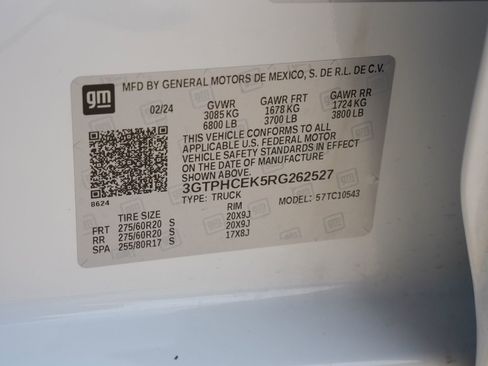 MFD BY GENERAL MOTORS DE MEXICO, S. DE R.L. DE C.V.
gm
02/24 GVWR GAWR FRT GAWR RR
3085 KG 1678 KG 1724 KG
6800 LB 3700 LB 3800 LB
THIS VEHICLE CONFORMS TO ALL
APPLICABLE U.S. FEDERAL MOTOR
VEHICLE SAFETY STANDARDS IN EFFECT
ON THE DATE OF MANUFACTURE
3GTPHCEK5RG262527
8624
TYPE: TRUCK MODEL: 57TC10543
TIRE SIZE RIM
FRT 275/60R20 S 20X9J
RR 275/60R20 S 20X9J
SPA 255/80R17 S 17X8J